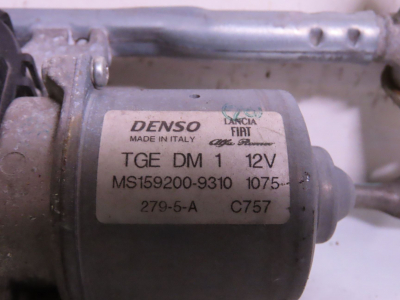 DENSO
MADE IN ITALY
LANCIA
FIAT
Alfa Romeo
TGE DM 1 12V
MS159200-9310 1075-
279-5-A C757